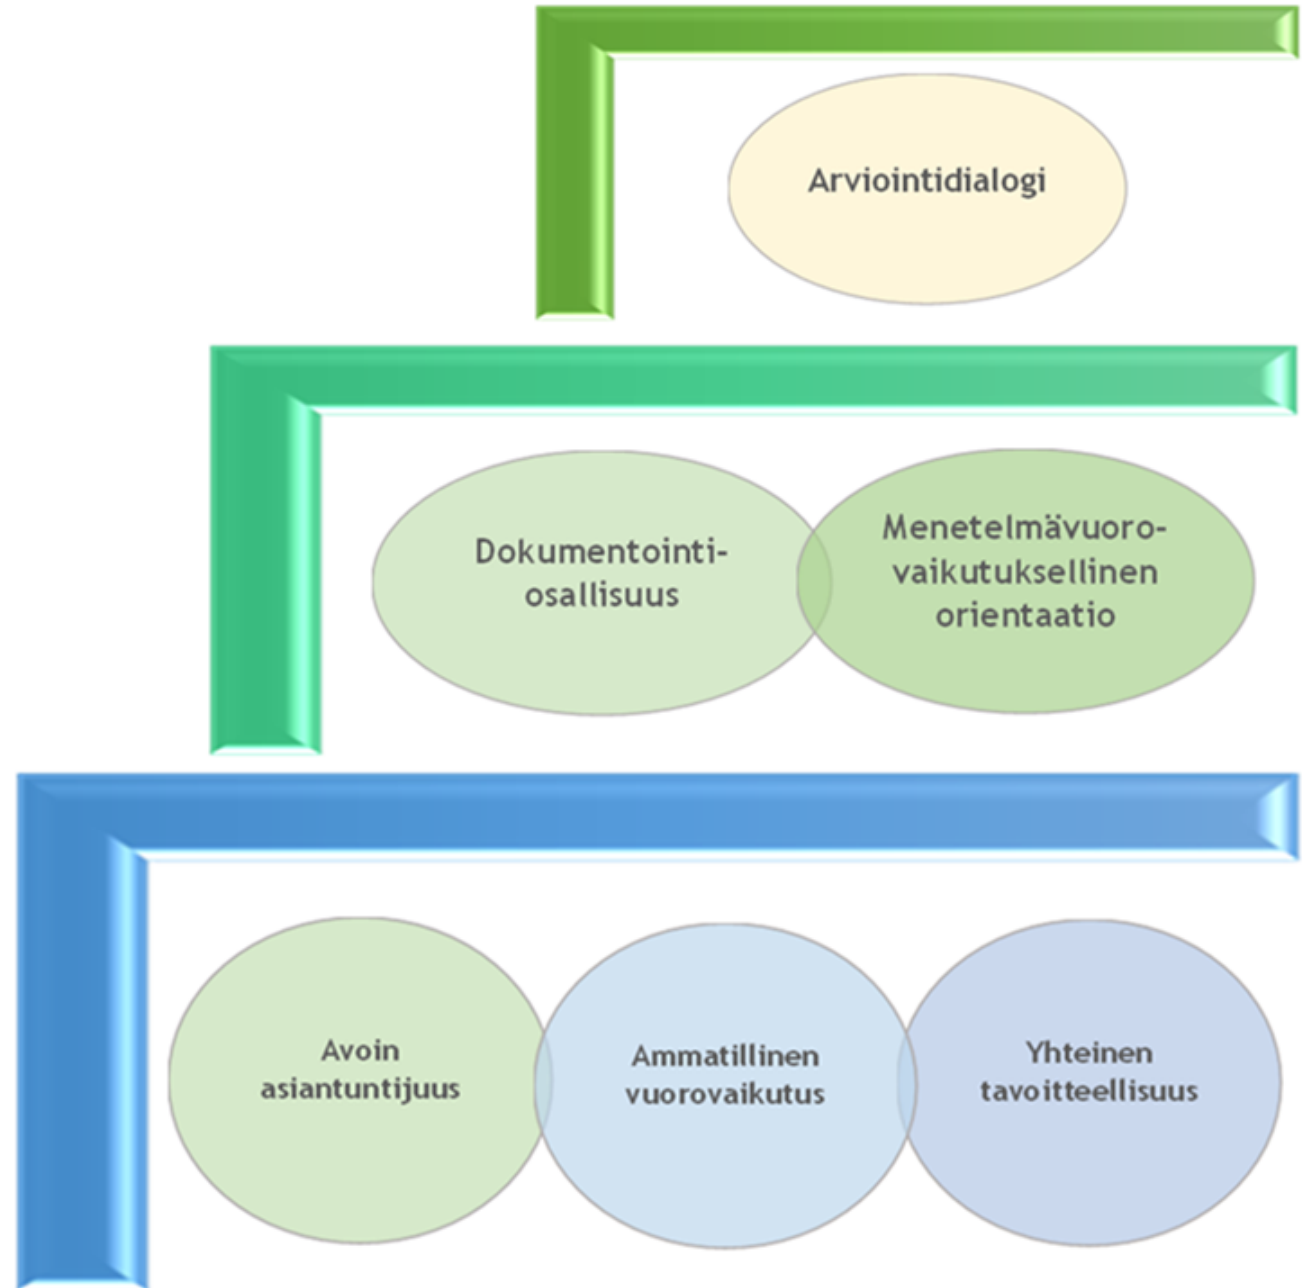 Arviointidialogi
Dokumentointi-
osallisuus
Menetelmävuoro-
vaikutuksellinen
orientaatio
Avoin
asiantuntijuus
Ammatillinen
vuorovaikutus
Yhteinen
tavoitteellisuus